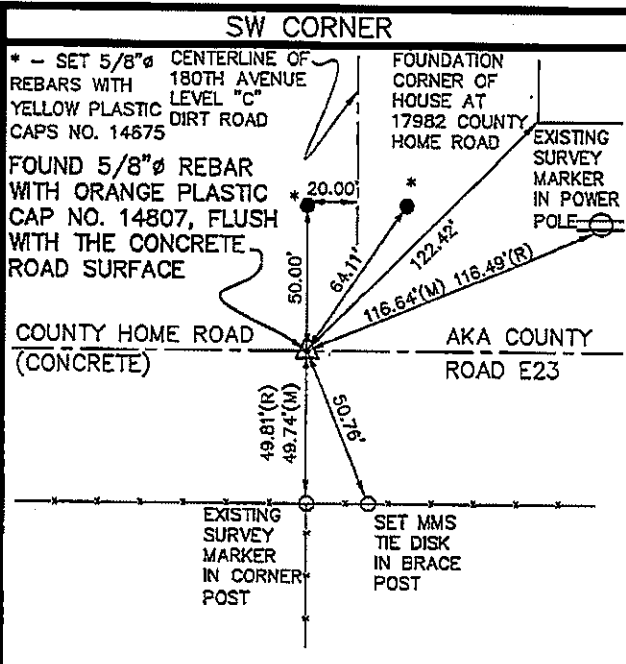 SW CORNER
* – SET 5/8"ø
REBARS WITH
YELLOW PLASTIC
CAPS NO. 14675
CENTERLINE OF
180TH AVENUE
LEVEL "C"
DIRT ROAD
FOUNDATION
CORNER OF
HOUSE AT
17982 COUNTY
HOME ROAD
EXISTING
SURVEY
MARKER
IN POWER
POLE
FOUND 5/8"ø REBAR
WITH ORANGE PLASTIC
CAP NO. 14807, FLUSH
WITH THE CONCRETE
ROAD SURFACE
* 20.00'
*
50.00'
64.11'
122.42'
116.64'(M) 116.49'(R)
COUNTY HOME ROAD
(CONCRETE)
AKA COUNTY
ROAD E23
49.81'(R)
49.74'(M)
50.76'
EXISTING
SURVEY
MARKER
IN CORNER
POST
SET MMS
TIE DISK
IN BRACE
POST